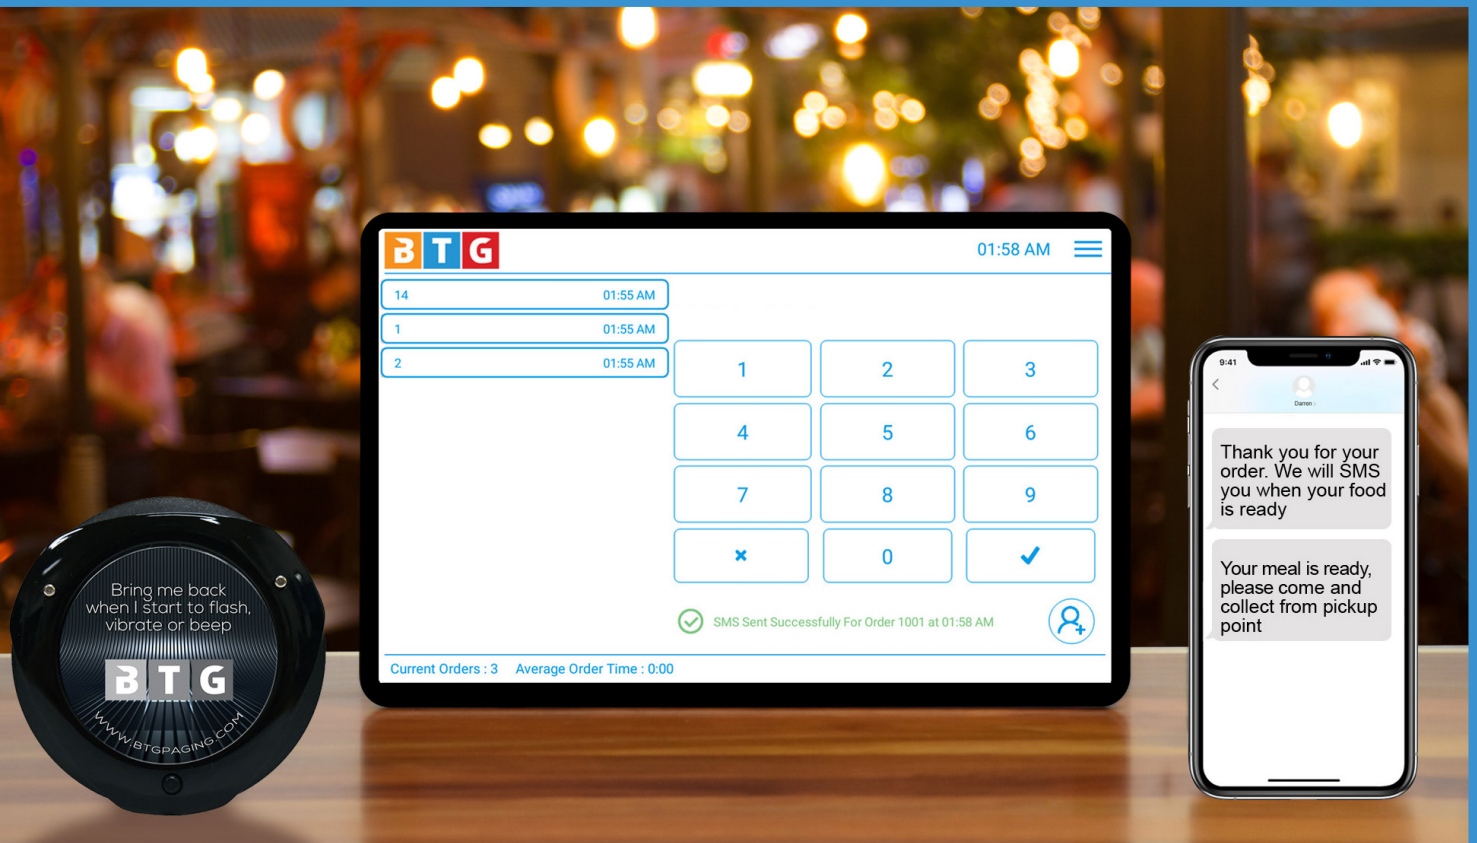 BTG
01:58 AM
14 01:55 AM
1 01:55 AM
2 01:55 AM
1 2 3
4 5 6
7 8 9
0
SMS Sent Successfully For Order 1001 at 01:58 AM
Current Orders : 3 Average Order Time : 0:00
Bring me back
when I start to flash,
vibrate or beep
BTG
WWW.BTGPAGING.COM
9:41
Darren
Thank you for your
order. We will SMS
you when your food
is ready
Your meal is ready,
please come and
collect from pickup
point